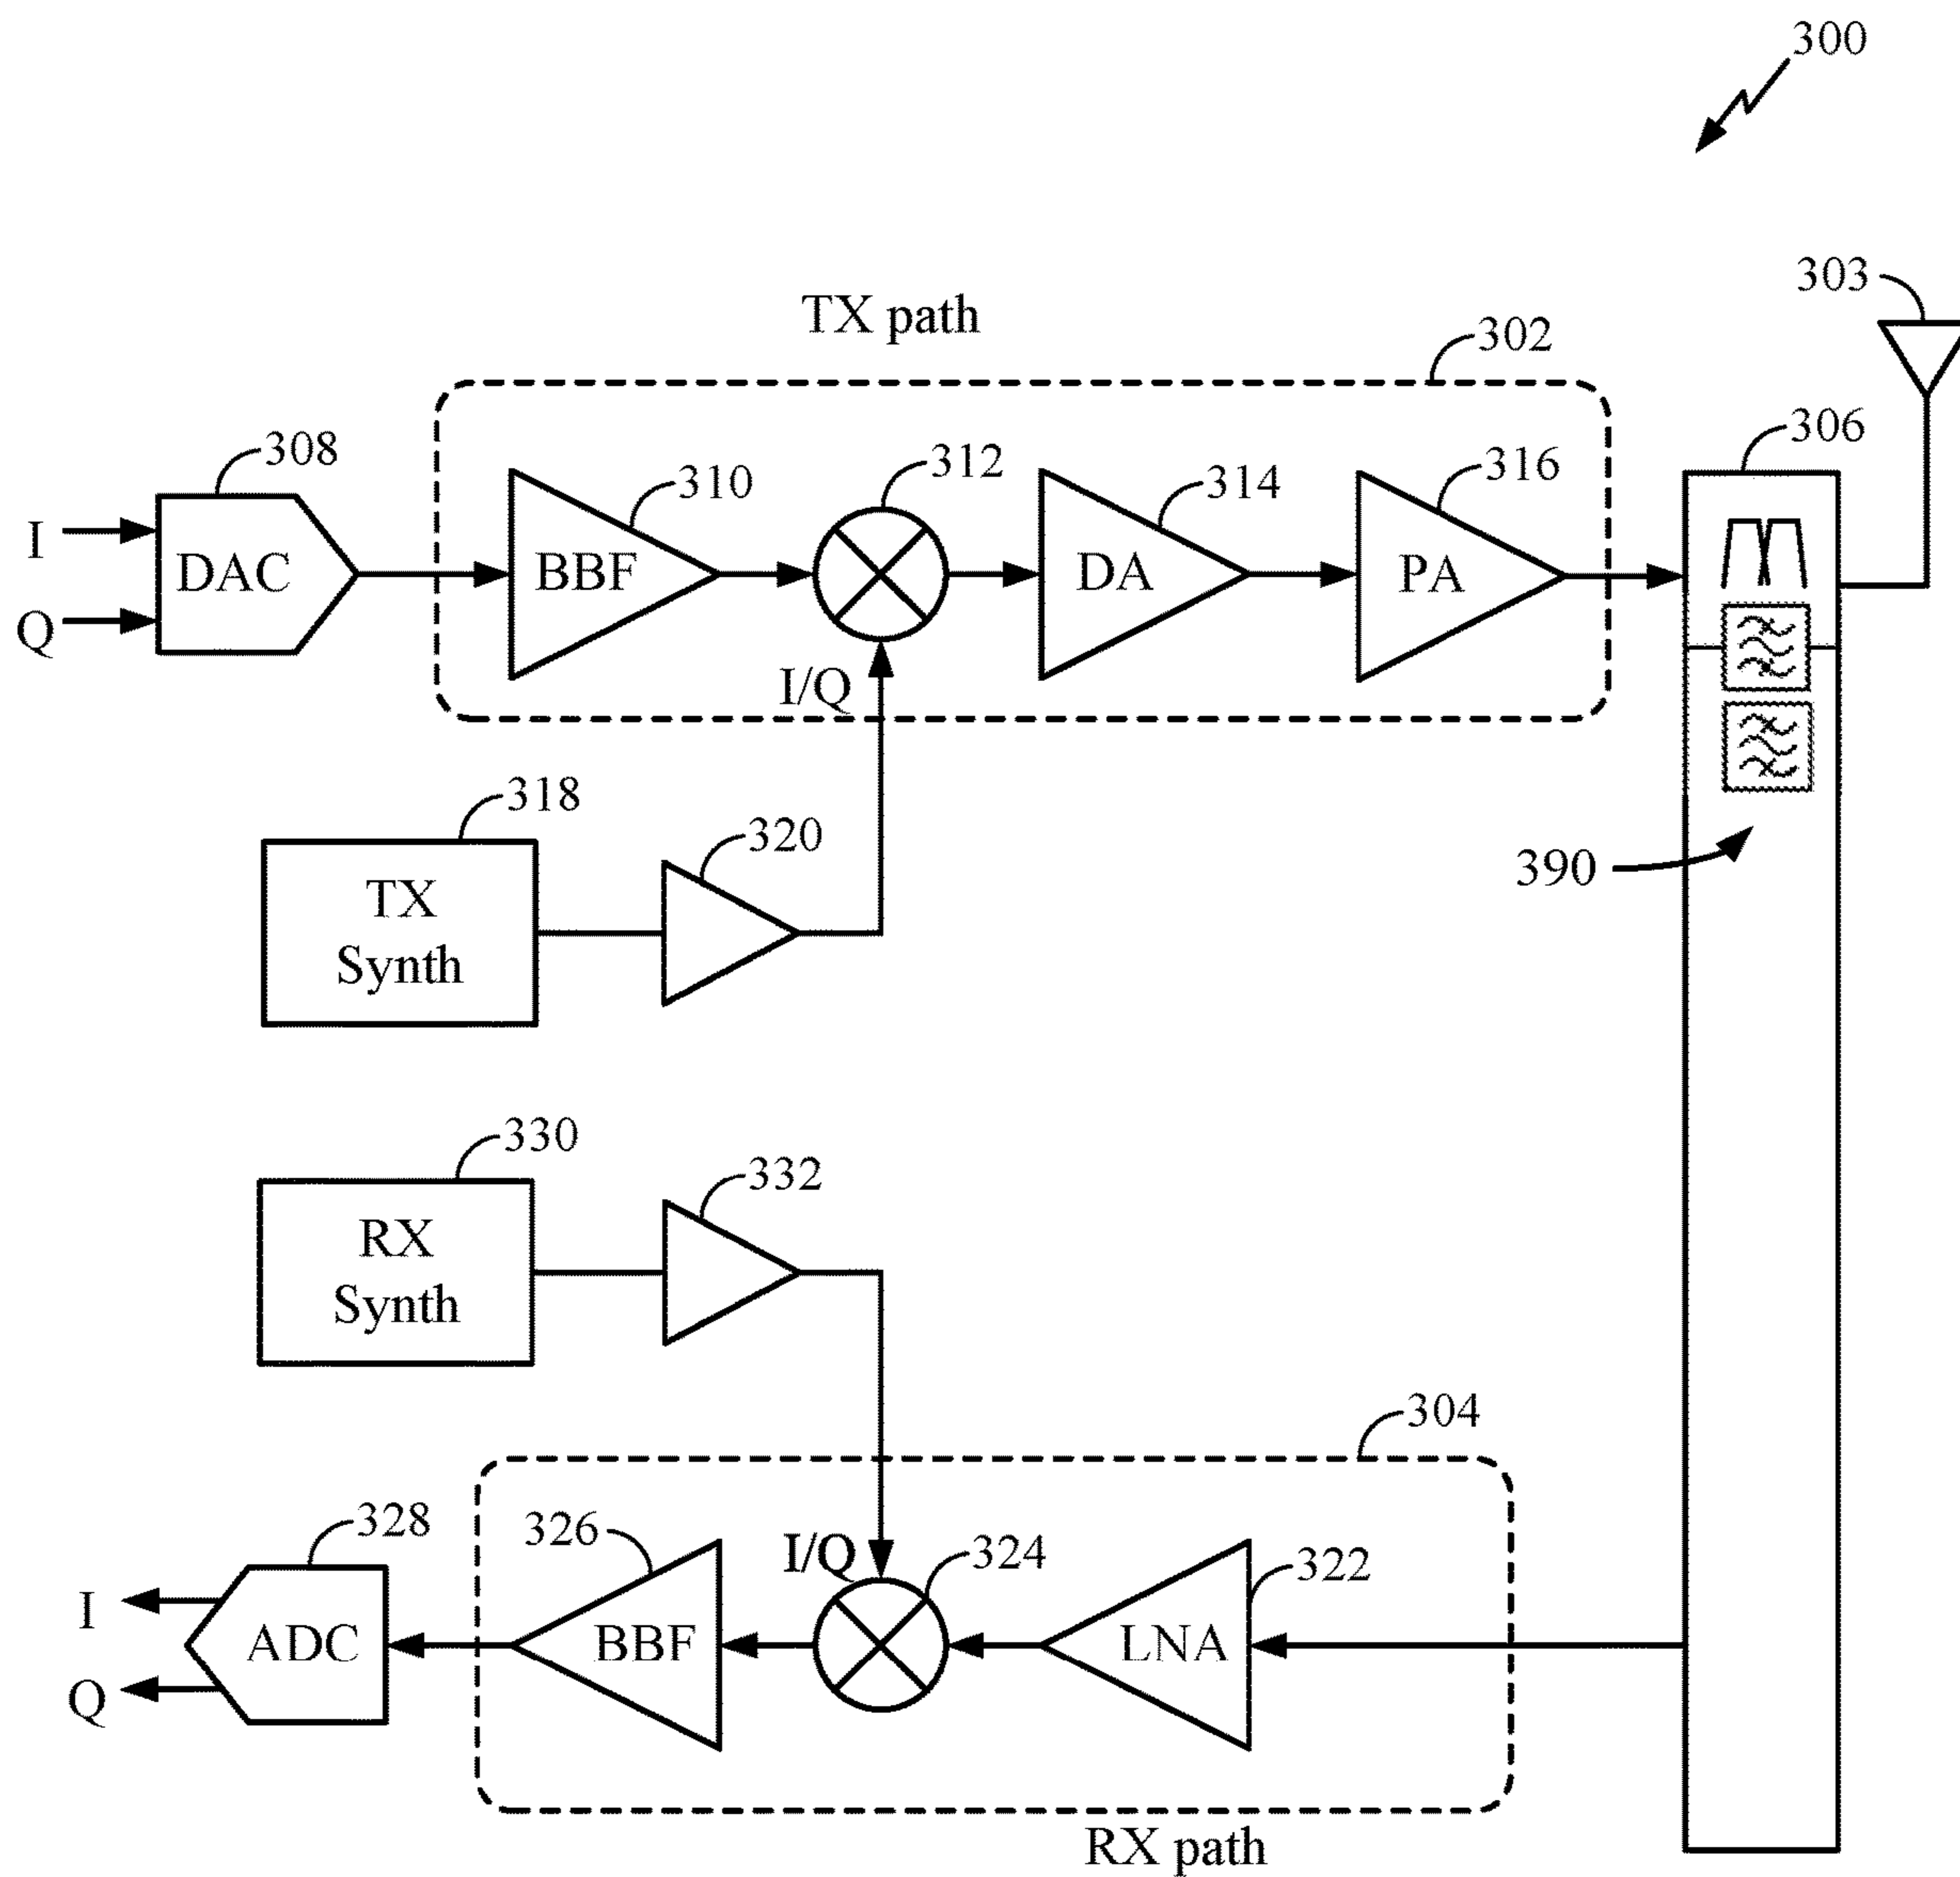 300
303
TX path
302
306
308
310
312
314
316
I
Q
DAC
BBF
DA
PA
I/Q
318
320
390
TX
Synth
330
332
RX
Synth
304
328
326
I/Q
324
322
I
Q
ADC
BBF
LNA
RX path